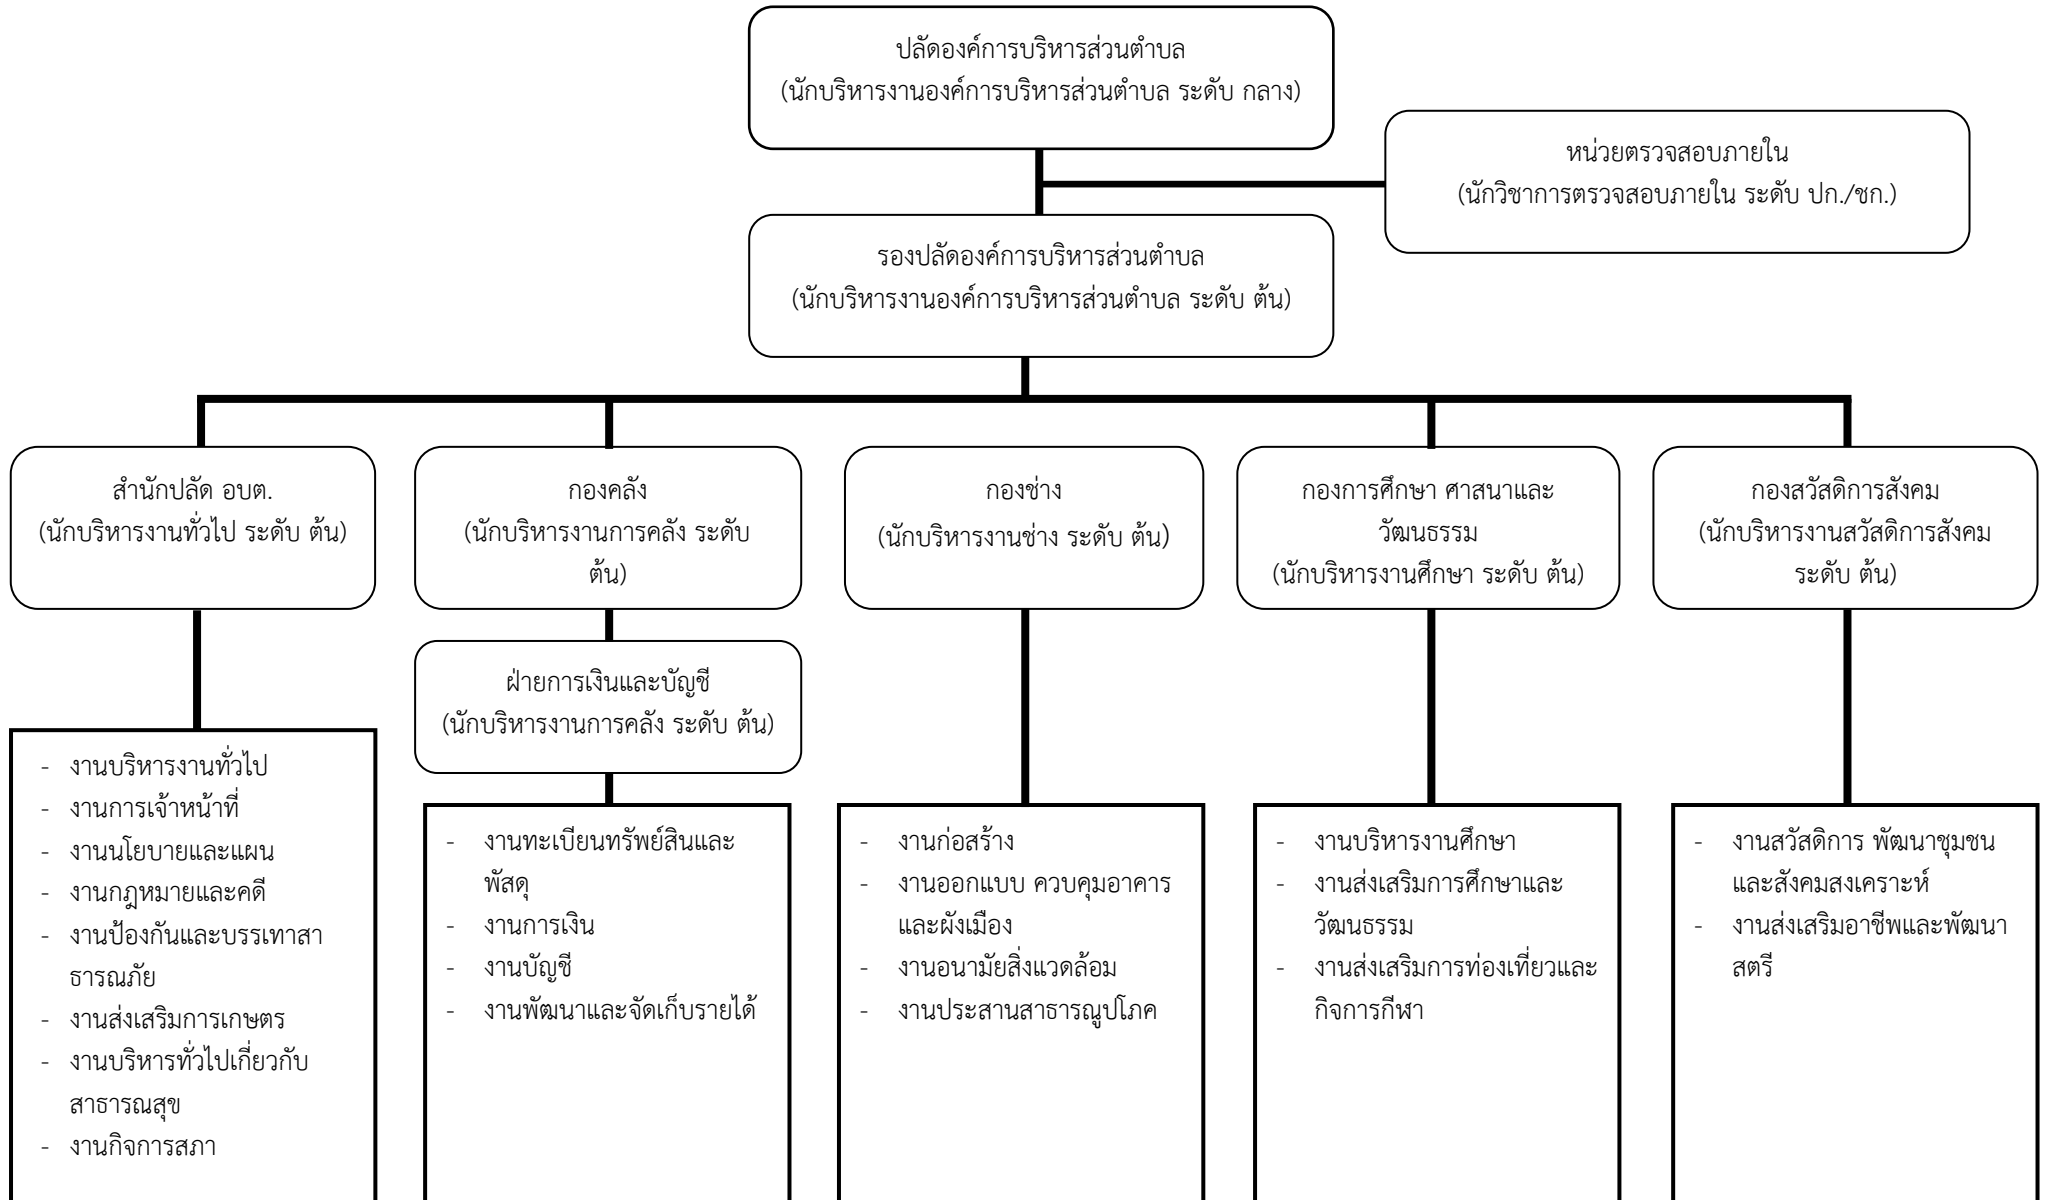 ปลัดองค์การบริหารส่วนตำบล
(นักบริหารงานองค์การบริหารส่วนตำบล ระดับ กลาง)
หน่วยตรวจสอบภายใน
(นักวิชาการตรวจสอบภายใน ระดับ ปก./ชก.)
รองปลัดองค์การบริหารส่วนตำบล
(นักบริหารงานองค์การบริหารส่วนตำบล ระดับ ต้น)
สำนักปลัด อบต.
(นักบริหารงานทั่วไป ระดับ ต้น)
กองคลัง
(นักบริหารงานการคลัง ระดับ
ต้น)
กองช่าง
(นักบริหารงานช่าง ระดับ ต้น)
กองการศึกษา ศาสนาและ
วัฒนธรรม
(นักบริหารงานศึกษา ระดับ ต้น)
กองสวัสดิการสังคม
(นักบริหารงานสวัสดิการสังคม
ระดับ ต้น)
ฝ่ายการเงินและบัญชี
(นักบริหารงานการคลัง ระดับ ต้น)
- งานบริหารงานทั่วไป
- งานการเจ้าหน้าที่
- งานนโยบายและแผน
- งานกฎหมายและคดี
- งานป้องกันและบรรเทาสา
ธารณภัย
- งานส่งเสริมการเกษตร
- งานบริหารทั่วไปเกี่ยวกับ
สาธารณสุข
- งานกิจการสภา
- งานทะเบียนทรัพย์สินและ
พัสดุ
- งานการเงิน
- งานบัญชี
- งานพัฒนาและจัดเก็บรายได้
- งานก่อสร้าง
- งานออกแบบ ควบคุมอาคาร
และผังเมือง
- งานอนามัยสิ่งแวดล้อม
- งานประสานสาธารณูปโภค
- งานบริหารงานศึกษา
- งานส่งเสริมการศึกษาและ
วัฒนธรรม
- งานส่งเสริมการท่องเที่ยวและ
กิจการกีฬา
- งานสวัสดิการ พัฒนาชุมชน
และสังคมสงเคราะห์
- งานส่งเสริมอาชีพและพัฒนา
สตรี